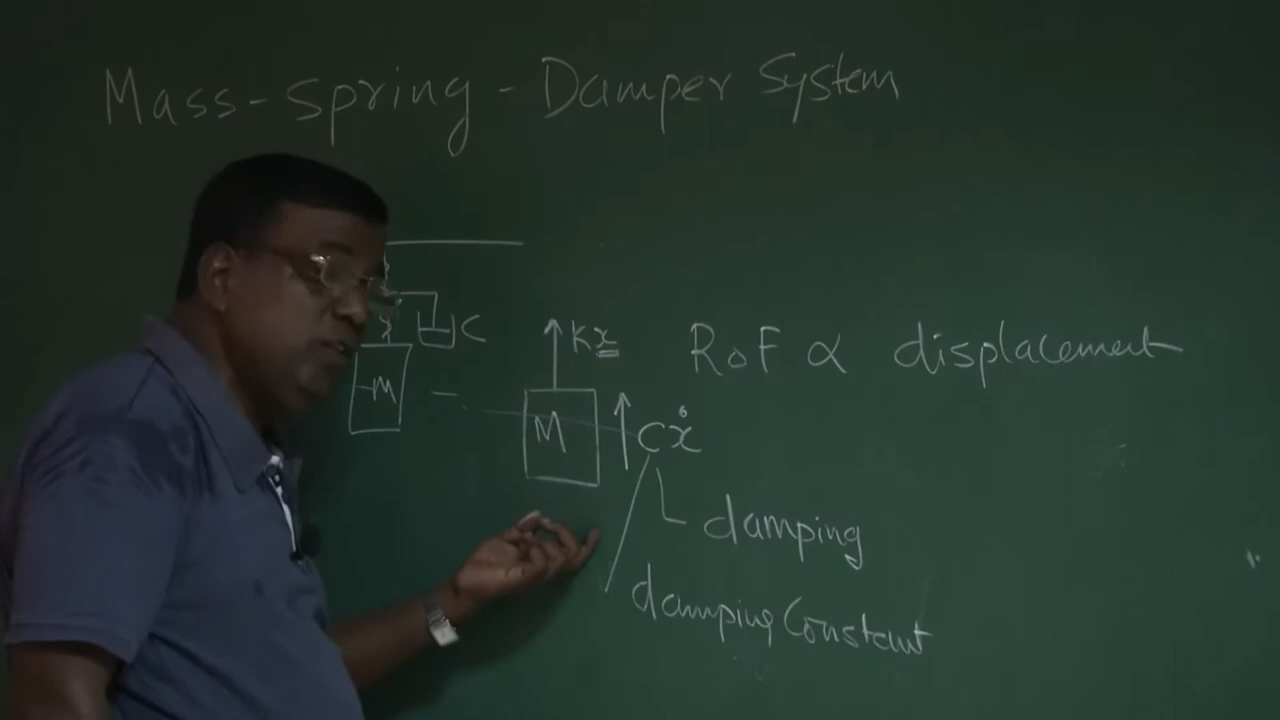 Mass-Spring-Damper System
C
Kx
RoF ∝ displacement
M
M
Cẋ
damping
damping Constant